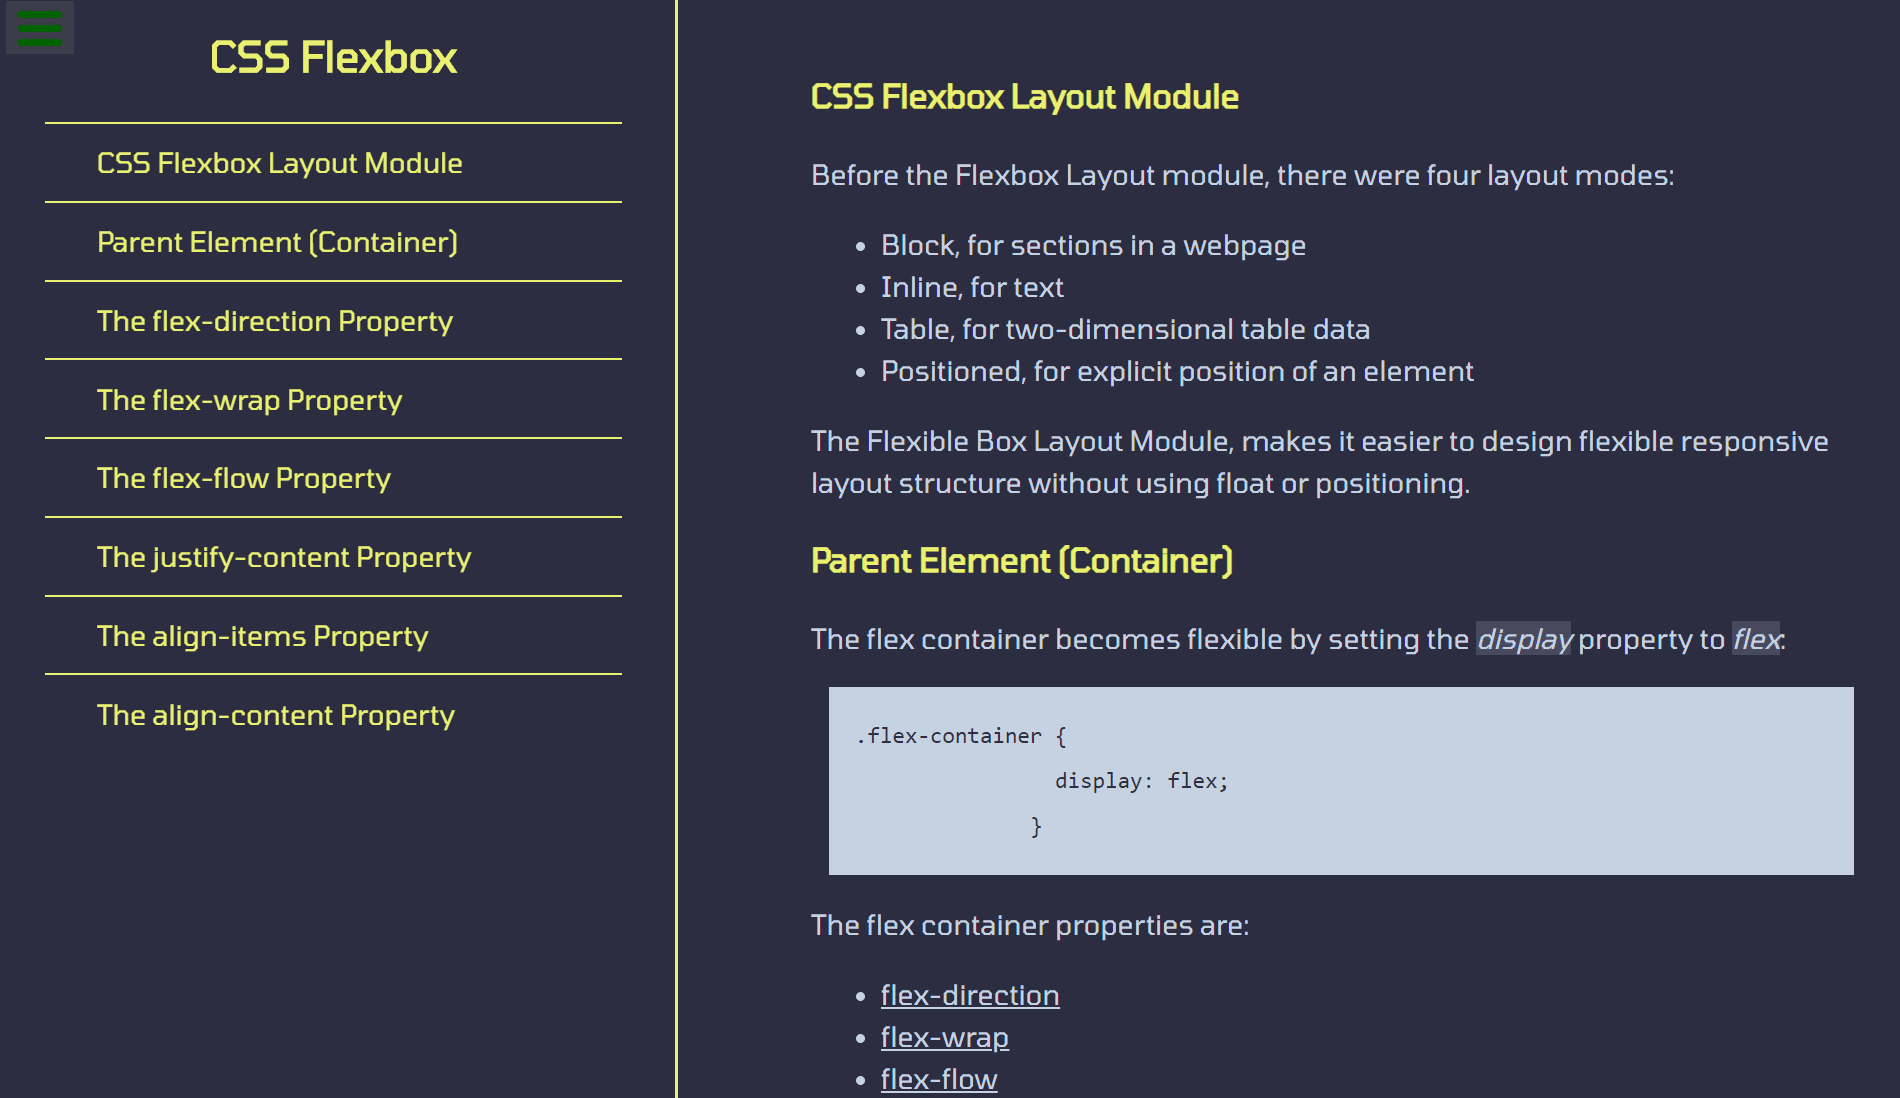 CSS Flexbox
CSS Flexbox Layout Module
Parent Element (Container)
The flex-direction Property
The flex-wrap Property
The flex-flow Property
The justify-content Property
The align-items Property
The align-content Property
CSS Flexbox Layout Module
Before the Flexbox Layout module, there were four layout modes:
• Block, for sections in a webpage
• Inline, for text
• Table, for two-dimensional table data
• Positioned, for explicit position of an element
The Flexible Box Layout Module, makes it easier to design flexible responsive
layout structure without using float or positioning.
Parent Element (Container)
The flex container becomes flexible by setting the display property to flex:
.flex-container {
display: flex;
}
The flex container properties are:
• flex-direction
• flex-wrap
• flex-flow